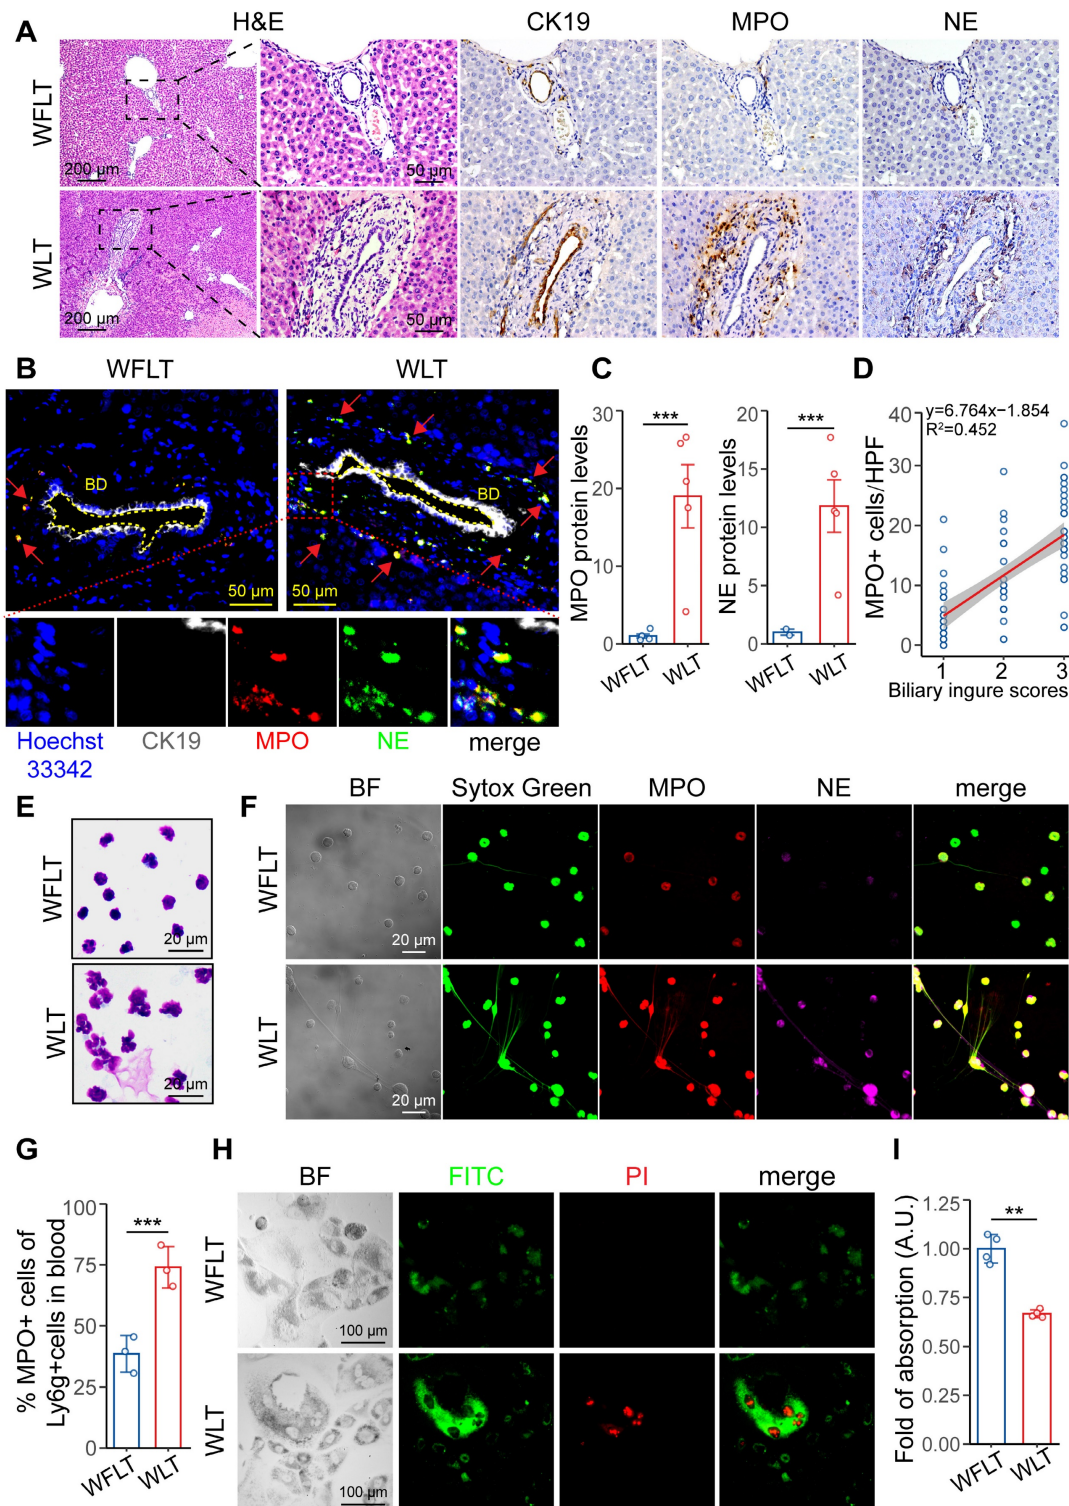 A
H&E
CK19
MPO
NE
WFLT
200 µm
50 µm
WLT
200 µm
50 µm
B
WFLT
WLT
BD
BD
50 µm
50 µm
Hoechst
33342
CK19
MPO
NE
merge
C
MPO protein levels
30
20
10
0
***
WFLT
WLT
NE protein levels
20
15
10
5
0
***
WFLT
WLT
D
MPO+ cells/HPF
y=6.764x−1.854
R²=0.452
40
30
20
10
0
1
2
3
Biliary ingure scores
E
WFLT
20 µm
WLT
20 µm
F
BF
Sytox Green
MPO
NE
merge
WFLT
20 µm
WLT
20 µm
G
% MPO+ cells of
Ly6g+cells in blood
100
75
50
25
0
***
WFLT
WLT
H
BF
FITC
PI
merge
WFLT
100 µm
WLT
100 µm
I
Fold of absorption (A.U.)
1.25
1.00
0.75
0.50
0.25
0.00
**
WFLT
WLT